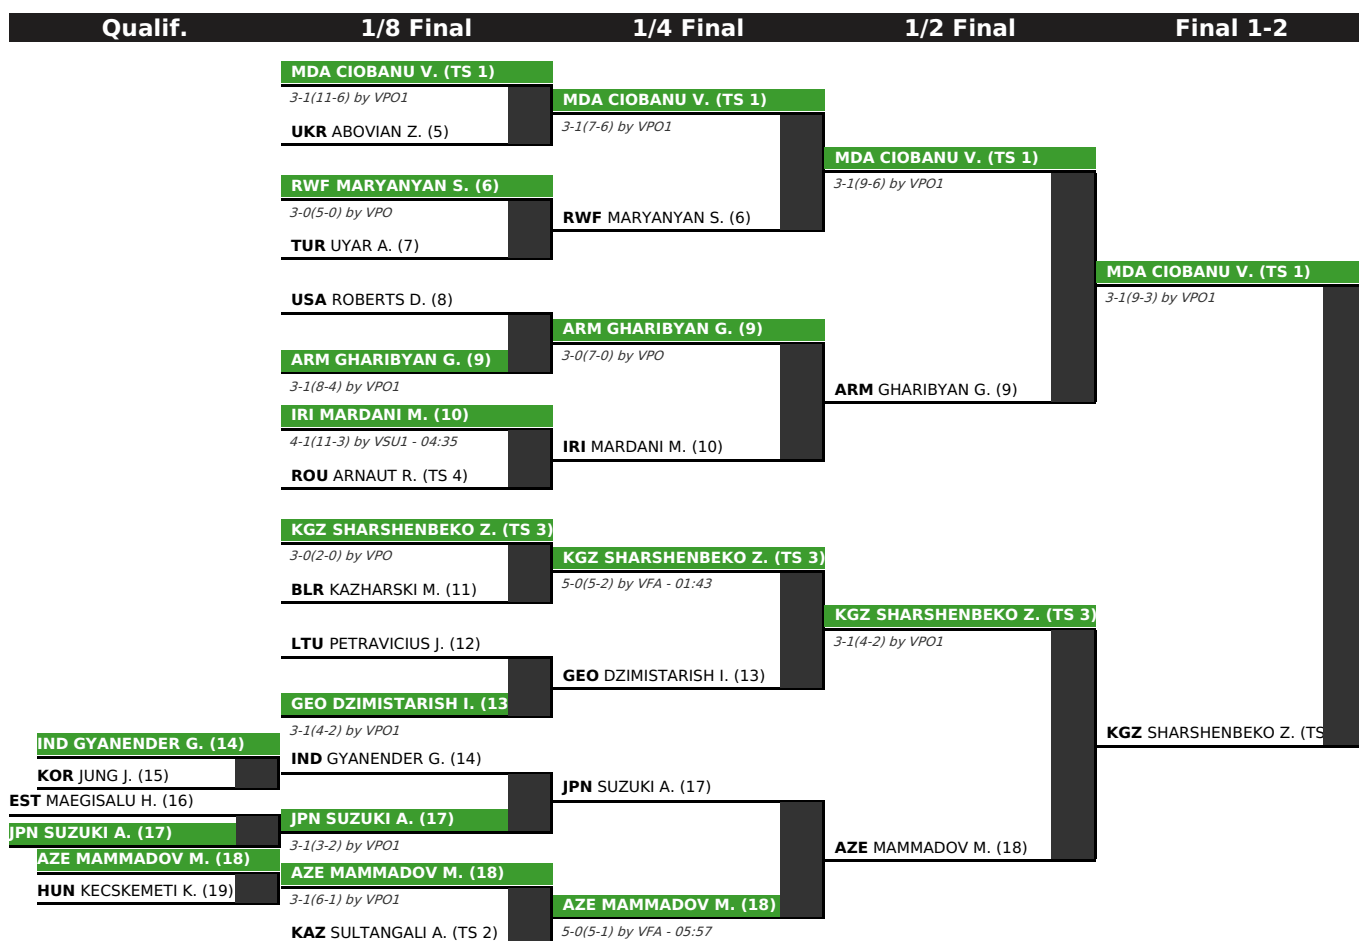 Qualif. 1/8 Final 1/4 Final 1/2 Final Final 1-2
IND GYANENDER G. (14)
KOR JUNG J. (15)
EST MAEGISALU H. (16)
JPN SUZUKI A. (17)
AZE MAMMADOV M. (18)
HUN KECSKEMETI K. (19)
MDA CIOBANU V. (TS 1)
3-1(11-6) by VPO1
UKR ABOVIAN Z. (5)
RWF MARYANYAN S. (6)
3-0(5-0) by VPO
TUR UYAR A. (7)
USA ROBERTS D. (8)
ARM GHARIBYAN G. (9)
3-1(8-4) by VPO1
IRI MARDANI M. (10)
4-1(11-3) by VSU1 - 04:35
ROU ARNAUT R. (TS 4)
KGZ SHARSHENBEKO Z. (TS 3)
3-0(2-0) by VPO
BLR KAZHARSKI M. (11)
LTU PETRAVICIUS J. (12)
GEO DZIMISTARISH I. (13
3-1(4-2) by VPO1
IND GYANENDER G. (14)
JPN SUZUKI A. (17)
3-1(3-2) by VPO1
AZE MAMMADOV M. (18)
3-1(6-1) by VPO1
KAZ SULTANGALI A. (TS 2)
MDA CIOBANU V. (TS 1)
3-1(7-6) by VPO1
RWF MARYANYAN S. (6)
ARM GHARIBYAN G. (9)
3-0(7-0) by VPO
IRI MARDANI M. (10)
KGZ SHARSHENBEKO Z. (TS 3)
5-0(5-2) by VFA - 01:43
GEO DZIMISTARISH I. (13)
JPN SUZUKI A. (17)
AZE MAMMADOV M. (18)
5-0(5-1) by VFA - 05:57
MDA CIOBANU V. (TS 1)
3-1(9-6) by VPO1
ARM GHARIBYAN G. (9)
KGZ SHARSHENBEKO Z. (TS 3)
3-1(4-2) by VPO1
AZE MAMMADOV M. (18)
MDA CIOBANU V. (TS 1)
3-1(9-3) by VPO1
KGZ SHARSHENBEKO Z. (TS